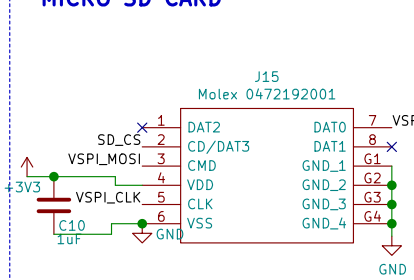 MICRO SD CARD
J15
Molex 0472192001
1 DAT2 DAT0 7
SD_CS 2 CD/DAT3 DAT1 8
VSPI_MOSI 3 CMD GND_1 G1
+3V3 4 VDD GND_2 G2
VSPI_CLK 5 CLK GND_3 G3
6 VSS GND_4 G4
C10 GND
1uF
GND